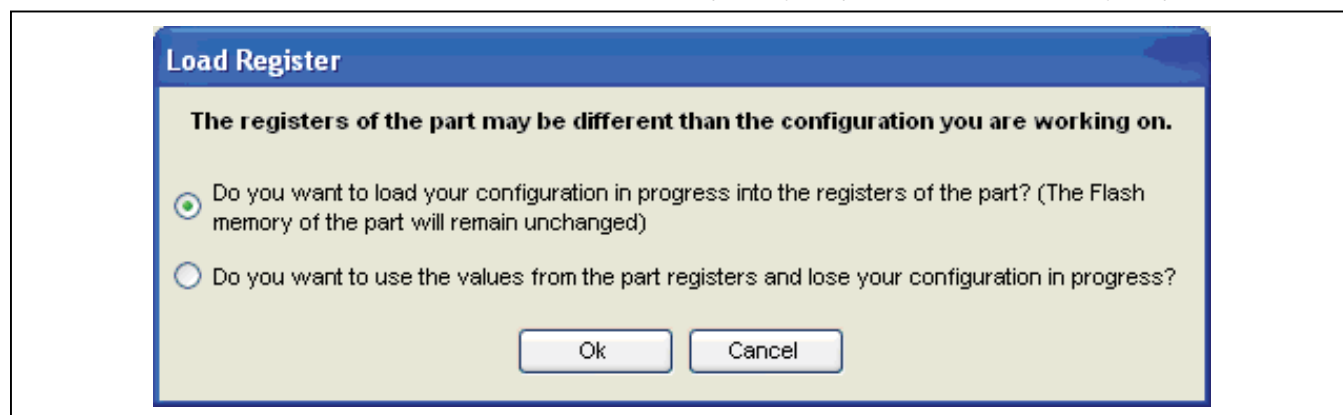 Load Register
The registers of the part may be different than the configuration you are working on.
Do you want to load your configuration in progress into the registers of the part? (The Flash
memory of the part will remain unchanged)
Do you want to use the values from the part registers and lose your configuration in progress?
Ok
Cancel